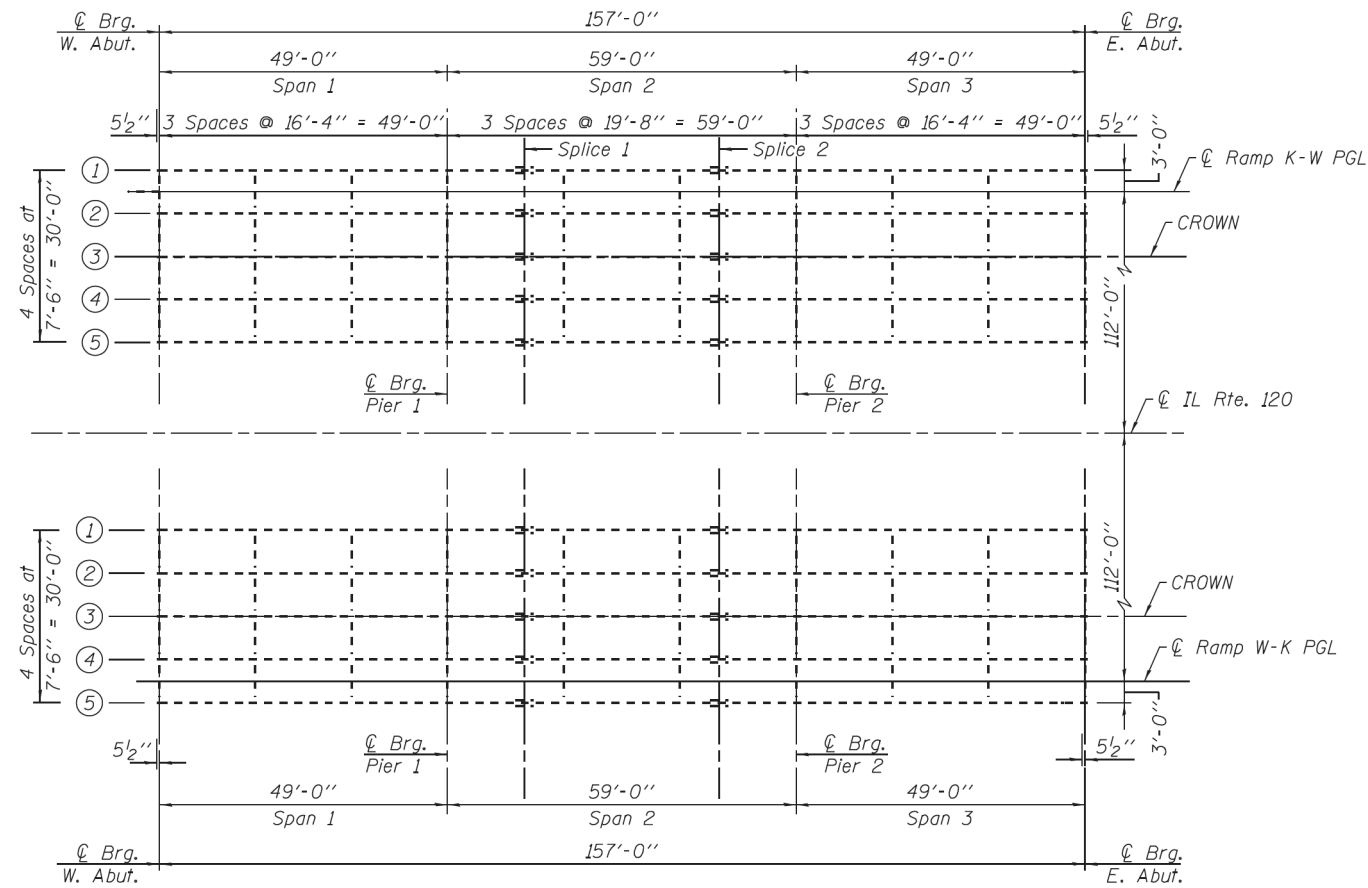 ℄ Brg.
W. Abut.
157'-0''
℄ Brg.
E. Abut.
49'-0''
Span 1
59'-0''
Span 2
49'-0''
Span 3
5½''
3 Spaces @ 16'-4'' = 49'-0''
3 Spaces @ 19'-8'' = 59'-0''
3 Spaces @ 16'-4'' = 49'-0''
5½''
Splice 1
Splice 2
3'-0''
℄ Ramp K-W PGL
CROWN
4 Spaces at
7'-6'' = 30'-0''
1
2
3
4
5
112'-0''
℄ Brg.
Pier 1
℄ Brg.
Pier 2
℄ IL Rte. 120
4 Spaces at
7'-6'' = 30'-0''
1
2
3
4
5
112'-0''
CROWN
℄ Ramp W-K PGL
3'-0''
5½''
℄ Brg.
Pier 1
℄ Brg.
Pier 2
5½''
49'-0''
Span 1
59'-0''
Span 2
49'-0''
Span 3
℄ Brg.
W. Abut.
157'-0''
℄ Brg.
E. Abut.